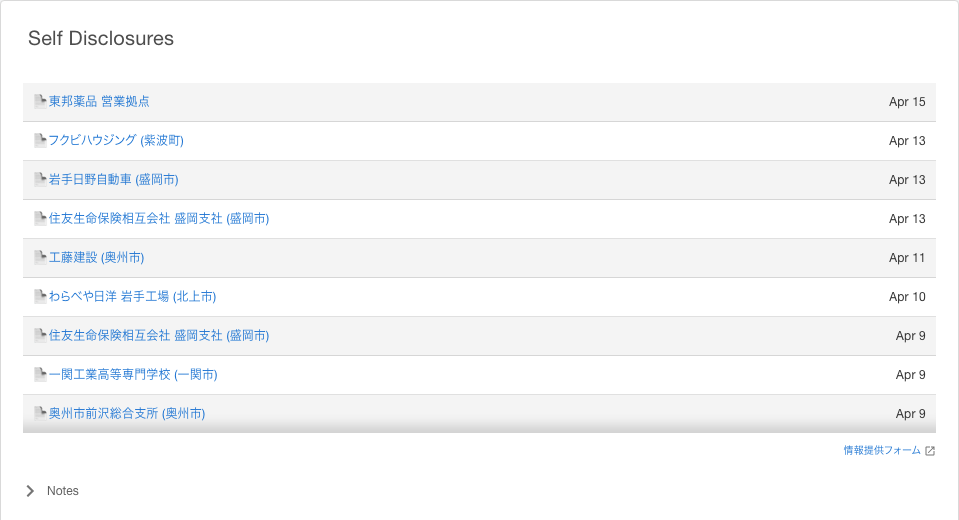 Self Disclosures
東邦薬品 営業拠点 Apr 15
フクビハウジング (紫波町) Apr 13
岩手日野自動車 (盛岡市) Apr 13
住友生命保険相互会社 盛岡支社 (盛岡市) Apr 13
工藤建設 (奥州市) Apr 11
わらべや日洋 岩手工場 (北上市) Apr 10
住友生命保険相互会社 盛岡支社 (盛岡市) Apr 9
一関工業高等専門学校 (一関市) Apr 9
奥州市前沢総合支所 (奥州市) Apr 9
情報提供フォーム
Notes